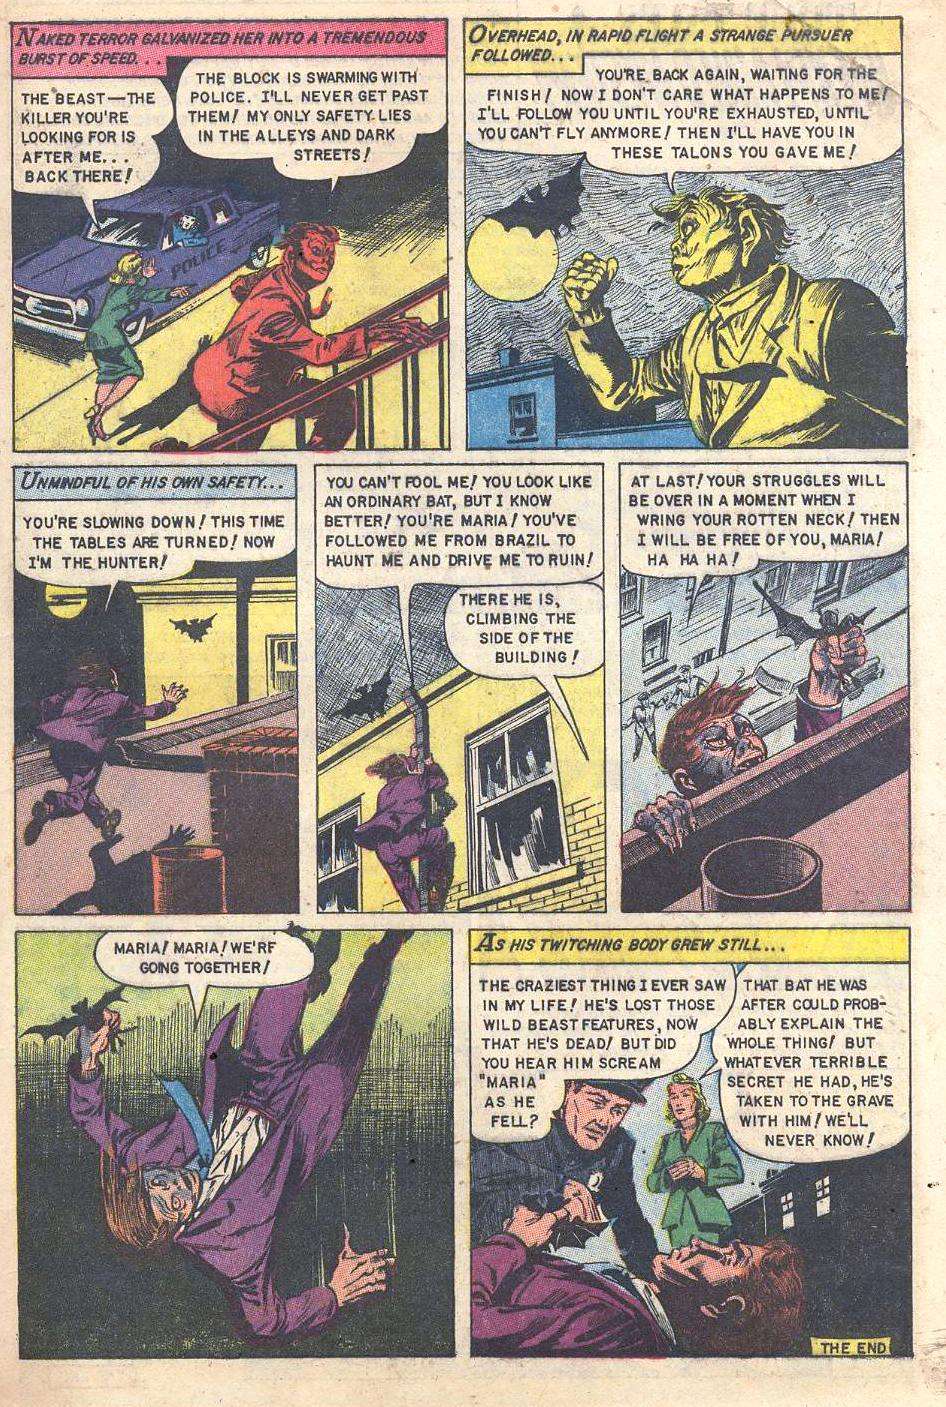 NAKED TERROR GALVANIZED HER INTO A TREMENDOUS
BURST OF SPEED...
THE BEAST—THE
KILLER YOU'RE
LOOKING FOR IS
AFTER ME...
BACK THERE!
THE BLOCK IS SWARMING WITH
POLICE. I'LL NEVER GET PAST
THEM! MY ONLY SAFETY LIES
IN THE ALLEYS AND DARK
STREETS!
POLICE
OVERHEAD, IN RAPID FLIGHT A STRANGE PURSUER
FOLLOWED...
YOU'RE BACK AGAIN, WAITING FOR THE
FINISH! NOW I DON'T CARE WHAT HAPPENS TO ME!
I'LL FOLLOW YOU UNTIL YOU'RE EXHAUSTED, UNTIL
YOU CAN'T FLY ANYMORE! THEN I'LL HAVE YOU IN
THESE TALONS YOU GAVE ME!
UNMINDFUL OF HIS OWN SAFETY...
YOU'RE SLOWING DOWN! THIS TIME
THE TABLES ARE TURNED! NOW
I'M THE HUNTER!
YOU CAN'T FOOL ME! YOU LOOK LIKE
AN ORDINARY BAT, BUT I KNOW
BETTER! YOU'RE MARIA! YOU'VE
FOLLOWED ME FROM BRAZIL TO
HAUNT ME AND DRIVE ME TO RUIN!
THERE HE IS,
CLIMBING THE
SIDE OF THE
BUILDING!
AT LAST! YOUR STRUGGLES WILL
BE OVER IN A MOMENT WHEN I
WRING YOUR ROTTEN NECK! THEN
I WILL BE FREE OF YOU, MARIA!
HA HA HA!
MARIA! MARIA! WE'RE
GOING TOGETHER!
AS HIS TWITCHING BODY GREW STILL...
THE CRAZIEST THING I EVER SAW
IN MY LIFE! HE'S LOST THOSE
WILD BEAST FEATURES, NOW
THAT HE'S DEAD! BUT DID
YOU HEAR HIM SCREAM
"MARIA"
AS HE
FELL?
THAT BAT HE WAS
AFTER COULD PROB-
ABLY EXPLAIN THE
WHOLE THING! BUT
WHATEVER TERRIBLE
SECRET HE HAD, HE'S
TAKEN TO THE GRAVE
WITH HIM! WE'LL
NEVER KNOW!
THE END